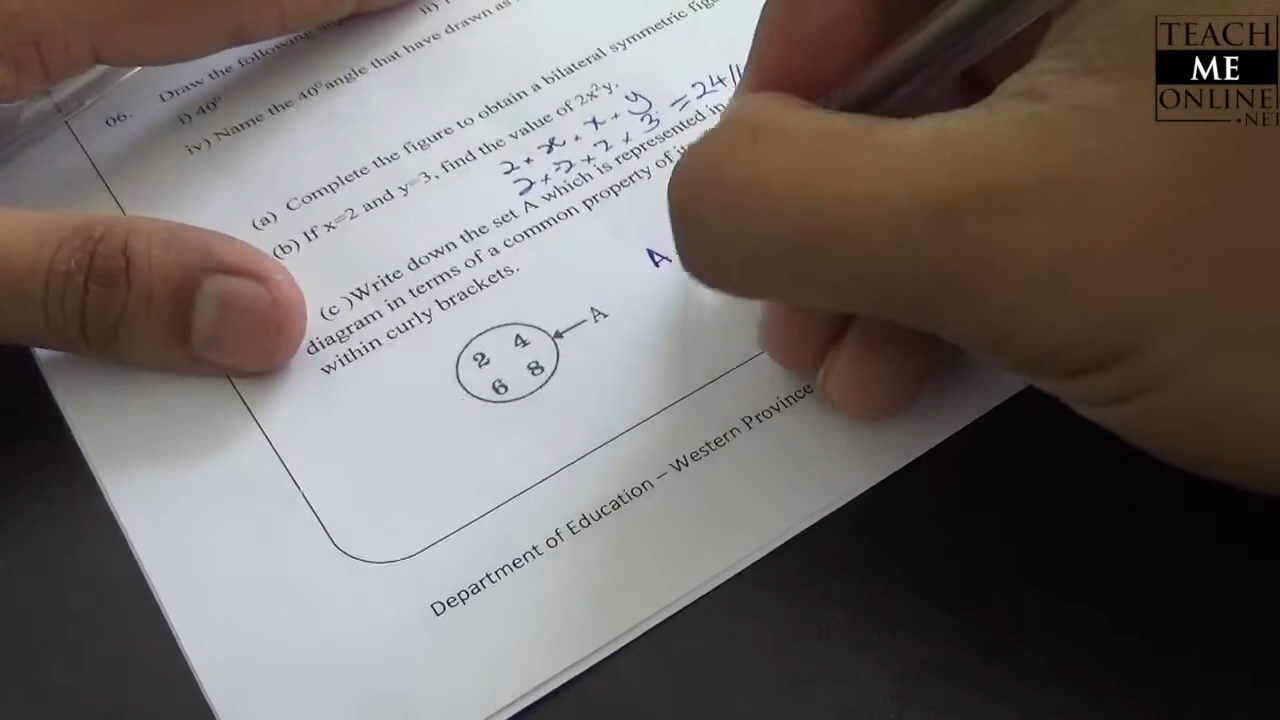 06. Draw the following
i) 40°
iv) Name the 40° angle that have drawn as
(a) Complete the figure to obtain a bilateral symmetric
(b) If x=2 and y=3, find the value of 2x²y.
2 × x × x × y
2 × 2 × 2 × 3 = 24
(c )Write down the set A which is represented in
diagram in terms of a common property of
within curly brackets.
A
A
2 4
6 8
Department of Education – Western Province
TEACH
ME
ONLINE
.NET